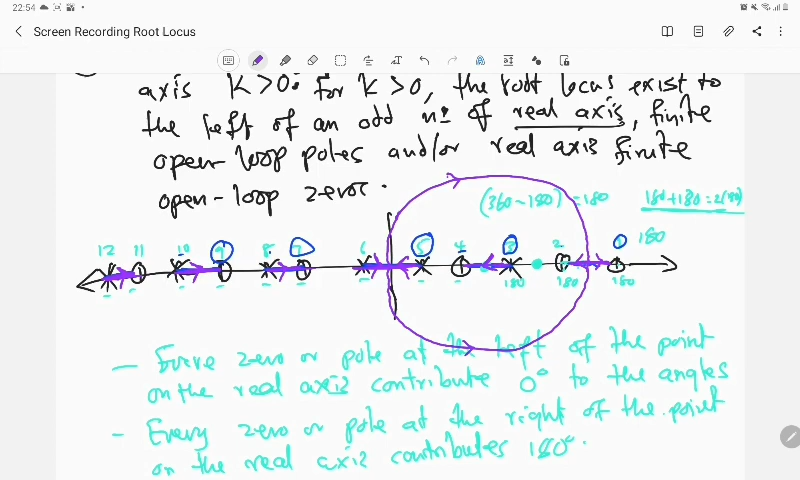 22:54
Screen Recording Root Locus
axis K>0: for K>0, the root locus exist to
the left of an odd nº of real axis, finite
open-loop poles and/or real axis finite
open-loop zeros.
(360-180)=180
180+180=2(180)
12 11 10 9 8 7 6 5 4 3 2 1 180
180 180 180
- Every zero or pole at the left of the point
on the real axis contribute 0° to the angles
- Every zero or pole at the right of the point
on the real axis contributes 180°.